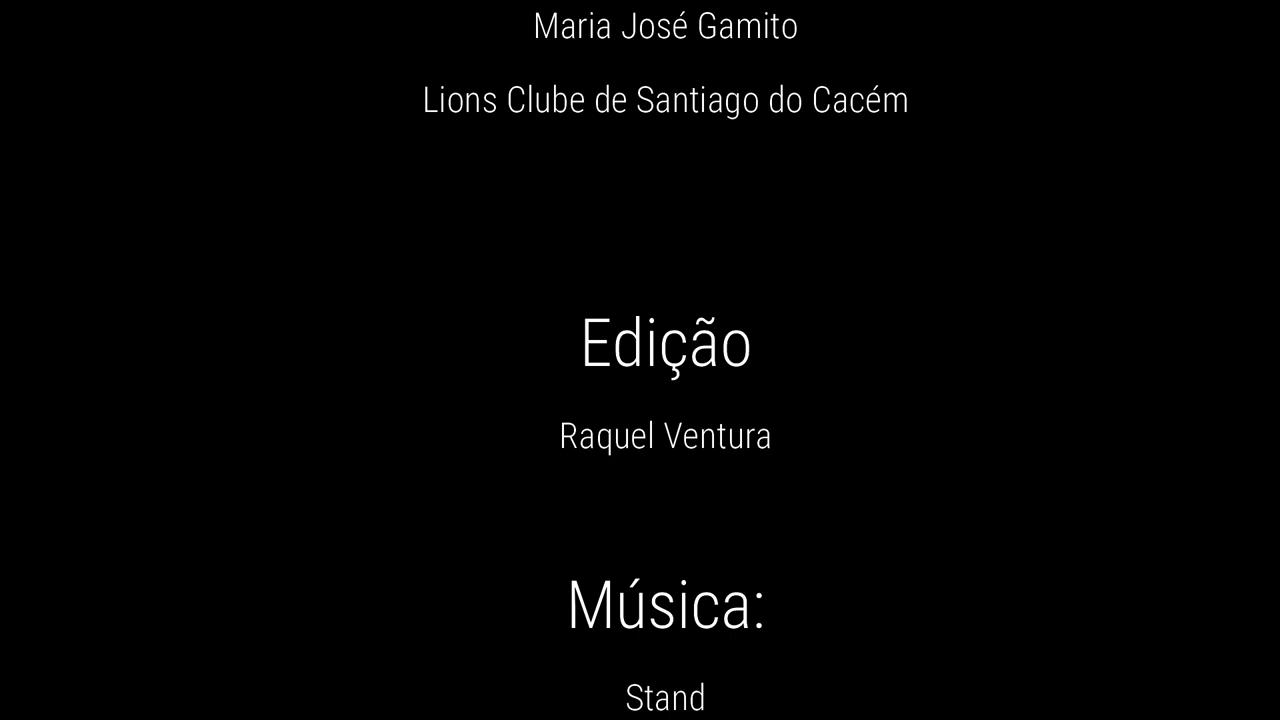 Maria José Gamito
Lions Clube de Santiago do Cacém
Edição
Raquel Ventura
Música:
Stand